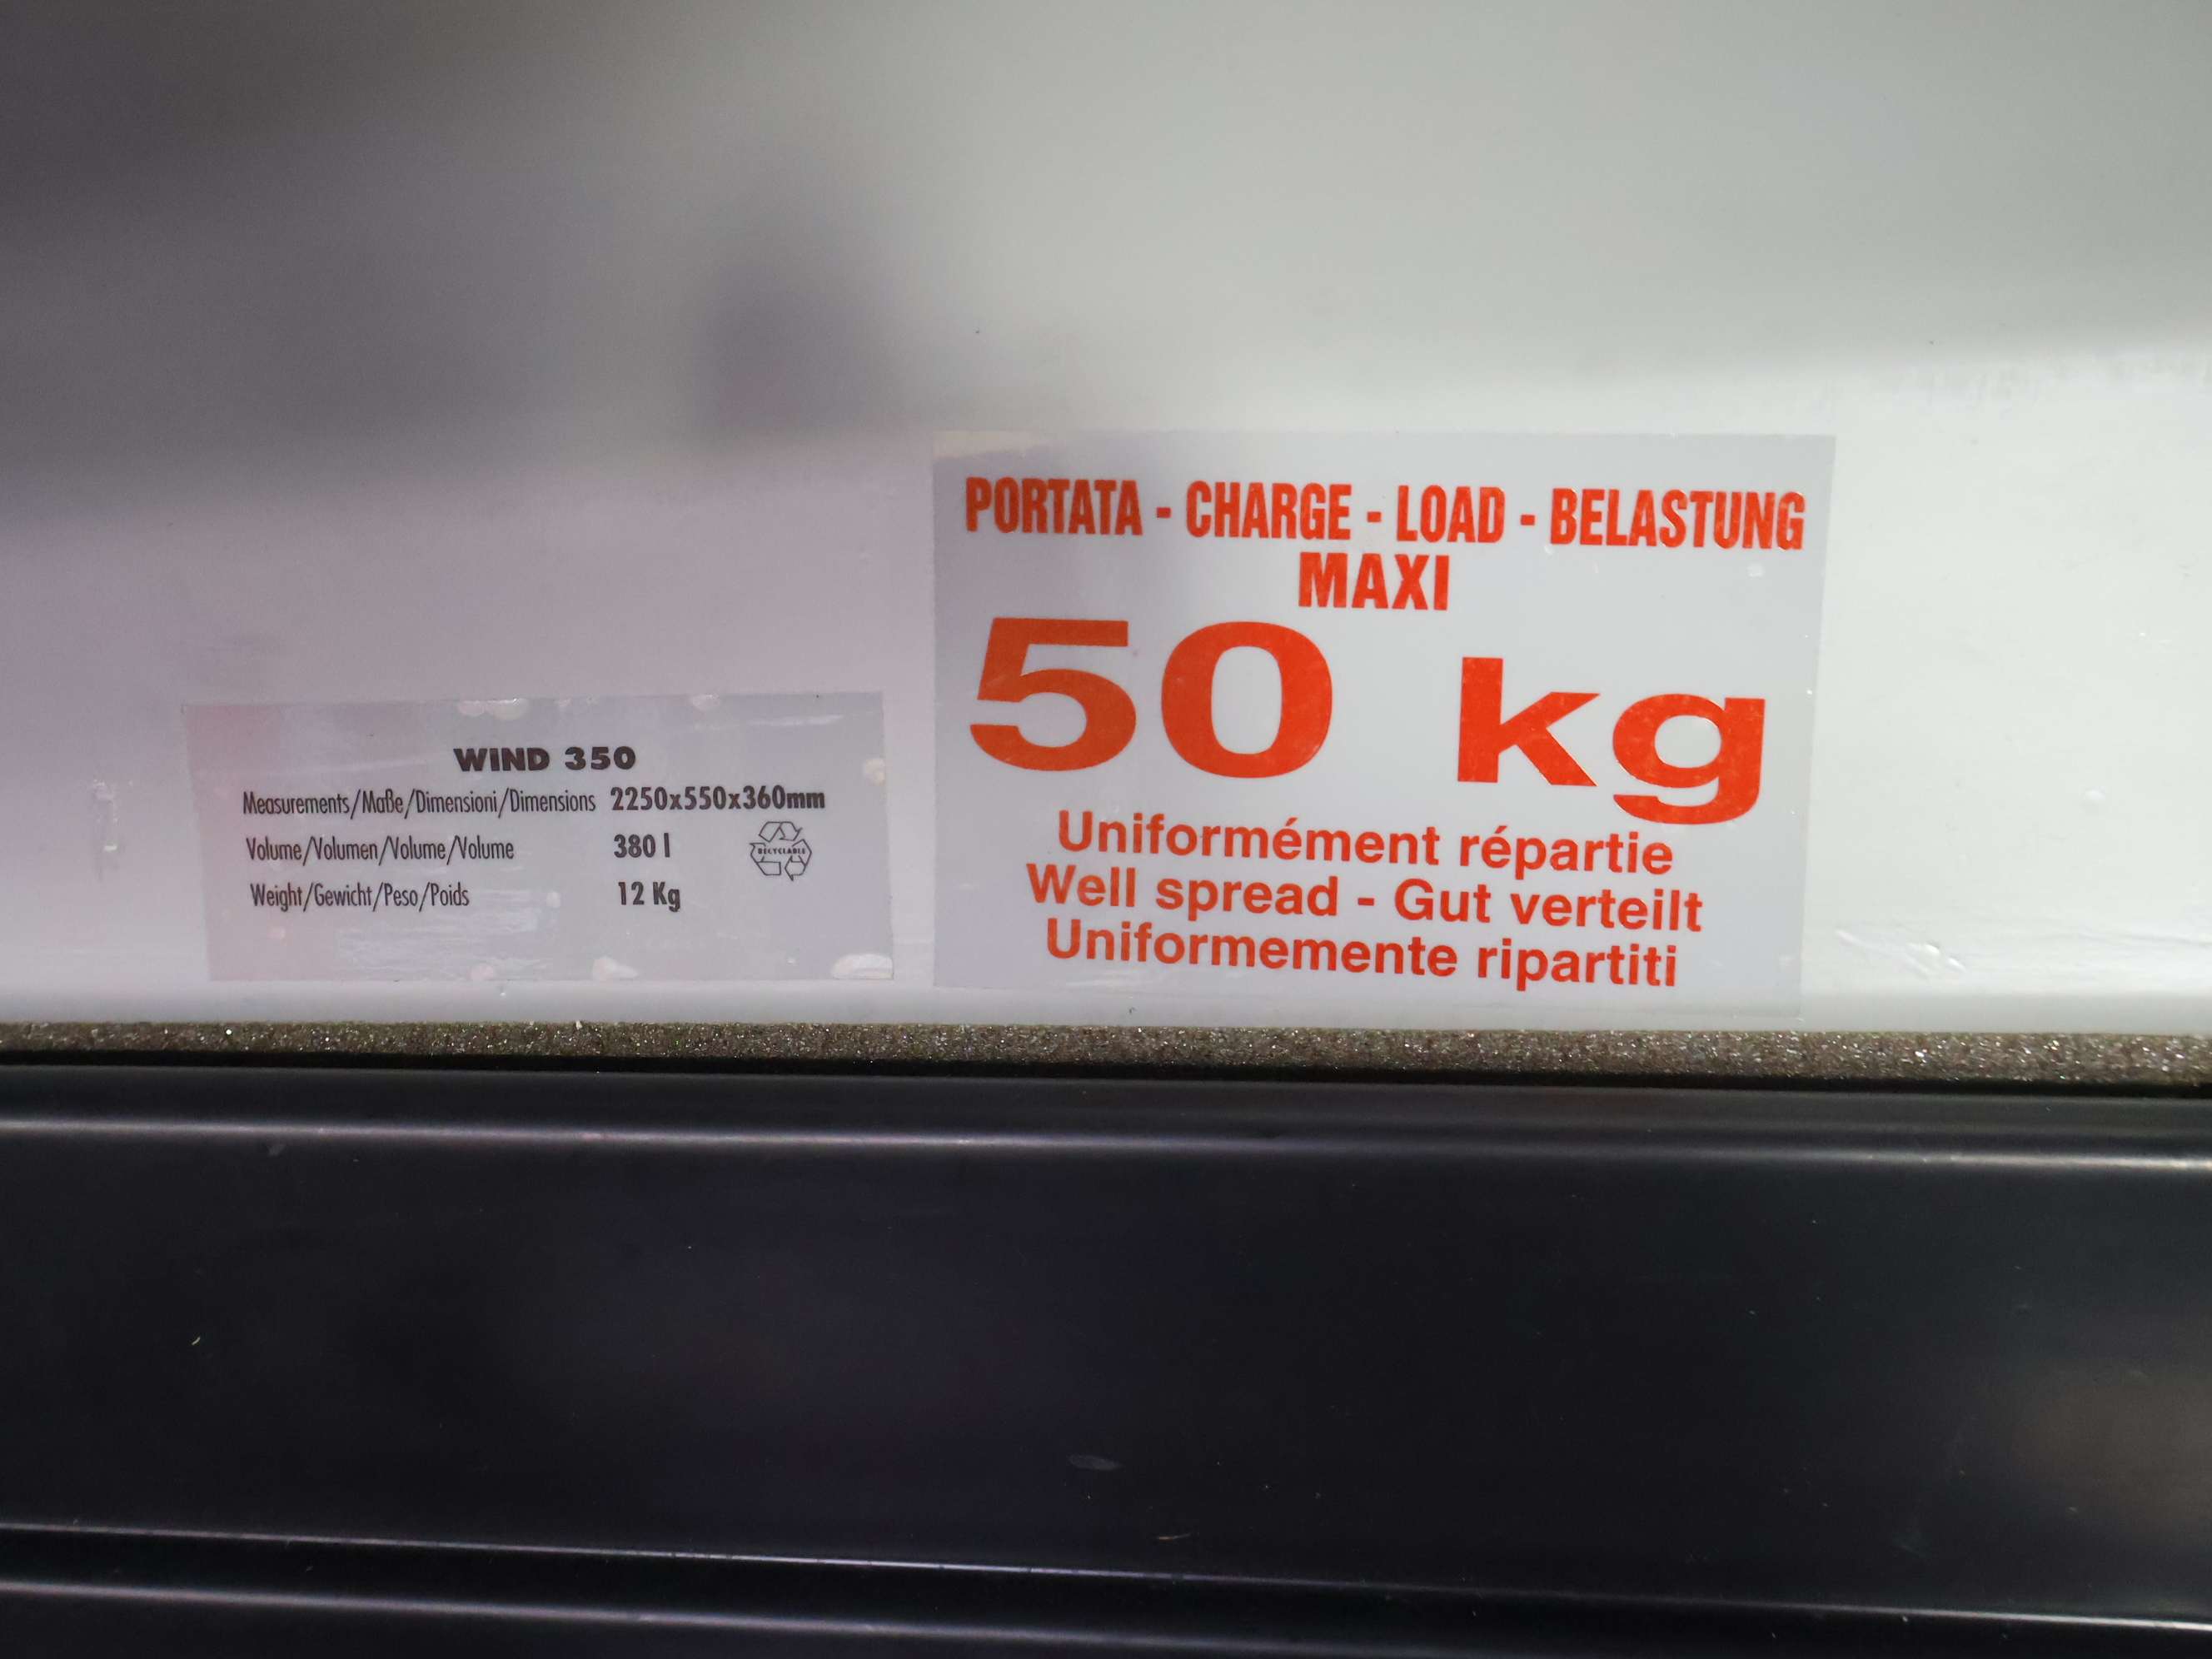 WIND 350
Measurements/Maße/Dimensioni/Dimensions 2250x550x360mm
Volume/Volumen/Volume/Volume 380 l
RECYCLABLE
Weight/Gewicht/Peso/Poids 12 Kg
PORTATA - CHARGE - LOAD - BELASTUNG
MAXI
50 kg
Uniformément répartie
Well spread - Gut verteilt
Uniformemente ripartiti